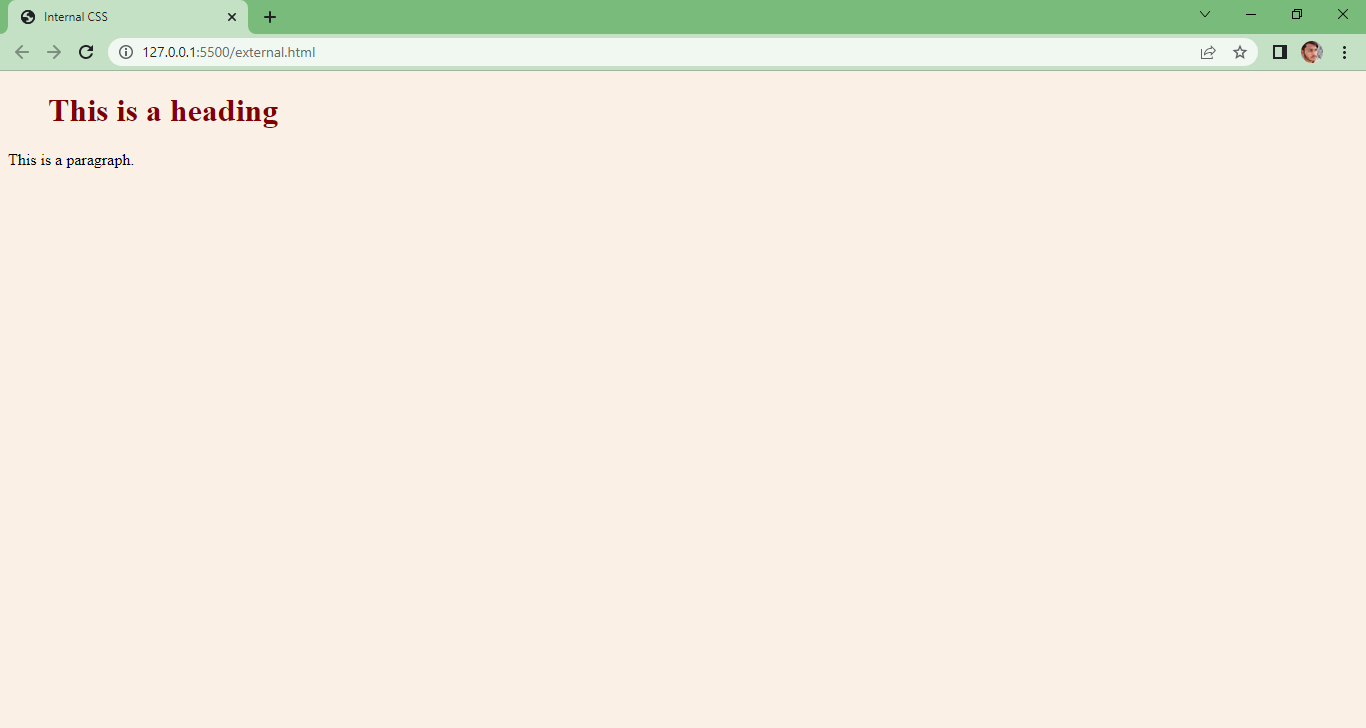 Internal CSS
127.0.0.1:5500/external.html
This is a heading
This is a paragraph.